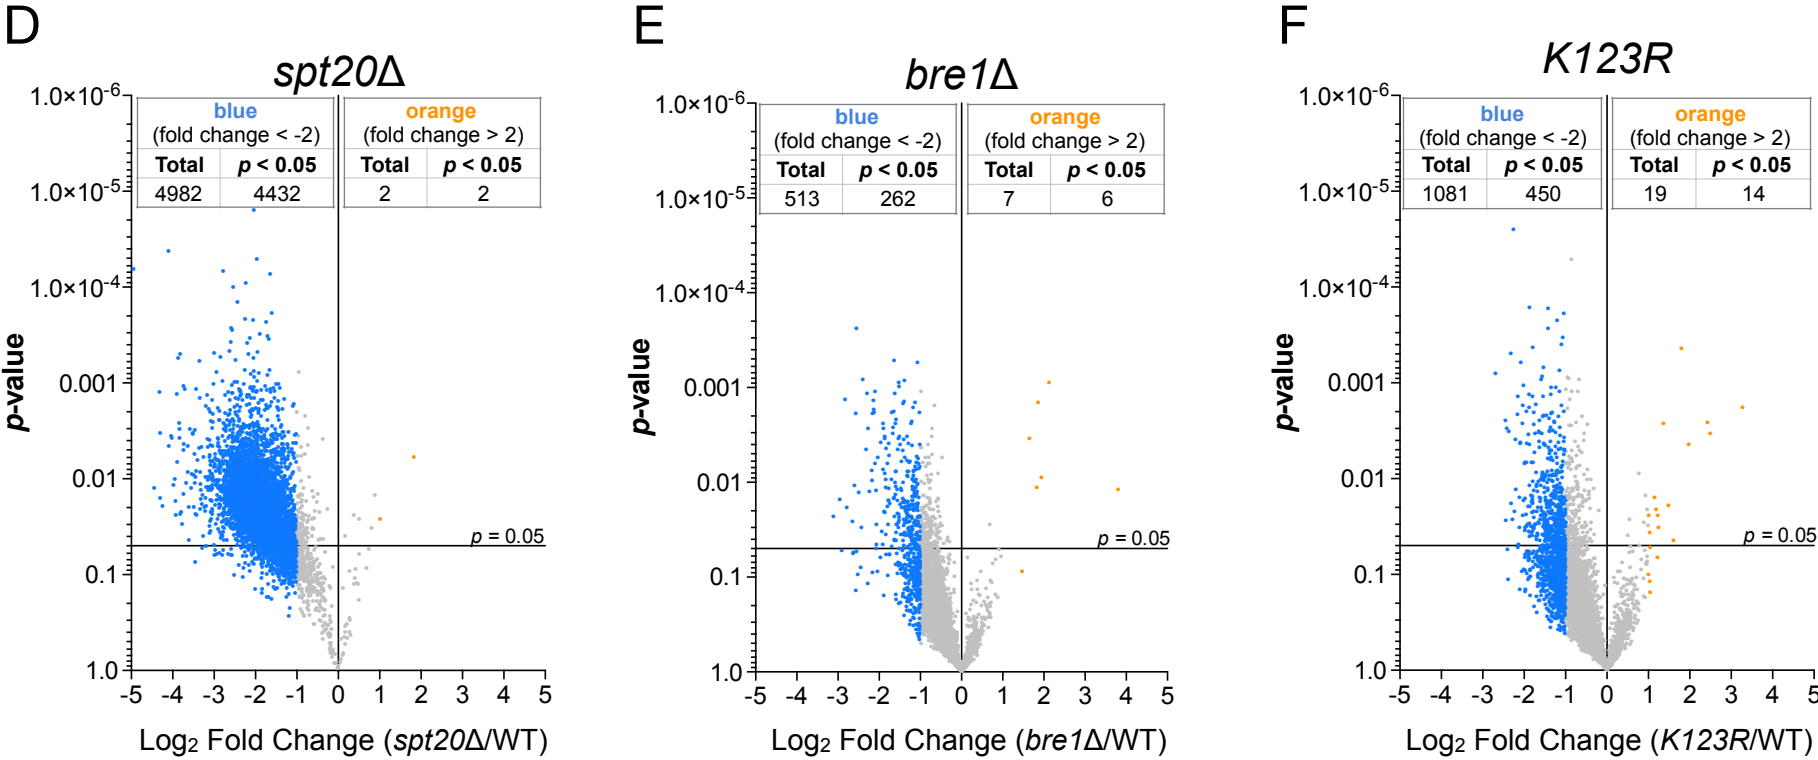 D
spt20Δ
1.0×10-6
1.0×10-5
1.0×10-4
0.001
0.01
0.1
1.0
p-value
blue
(fold change < -2)
Total p < 0.05
4982 4432
orange
(fold change > 2)
Total p < 0.05
2 2
p = 0.05
-5 -4 -3 -2 -1 0 1 2 3 4 5
Log2 Fold Change (spt20Δ/WT)
E
bre1Δ
1.0×10-6
1.0×10-5
1.0×10-4
0.001
0.01
0.1
1.0
p-value
blue
(fold change < -2)
Total p < 0.05
513 262
orange
(fold change > 2)
Total p < 0.05
7 6
p = 0.05
-5 -4 -3 -2 -1 0 1 2 3 4 5
Log2 Fold Change (bre1Δ/WT)
F
K123R
1.0×10-6
1.0×10-5
1.0×10-4
0.001
0.01
0.1
1.0
p-value
blue
(fold change < -2)
Total p < 0.05
1081 450
orange
(fold change > 2)
Total p < 0.05
19 14
p = 0.05
-5 -4 -3 -2 -1 0 1 2 3 4 5
Log2 Fold Change (K123R/WT)